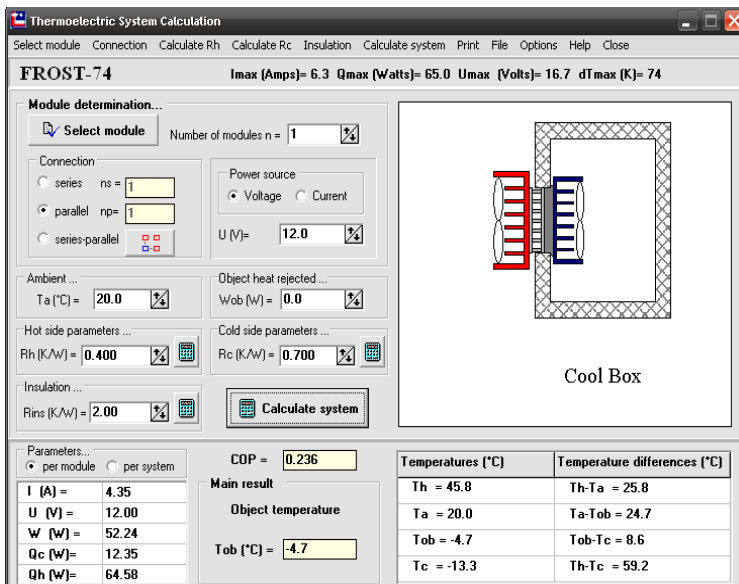 Thermoelectric System Calculation
Select module Connection Calculate Rh Calculate Rc Insulation Calculate system Print File Options Help Close
FROST-74 Imax (Amps)= 6.3 Qmax (Watts)= 65.0 Umax (Volts)= 16.7 dTmax (K)= 74
Module determination...
Select module Number of modules n = 1
Connection
series ns = 1
parallel np= 1
series-parallel
Power source
Voltage Current
U (V)= 12.0
Ambient ...
Ta (°C) = 20.0
Object heat rejected ...
Wob (W) = 0.0
Hot side parameters ...
Rh (K/W) = 0.400
Cold side parameters ...
Rc (K/W) = 0.700
Insulation ...
Rins (K/W) = 2.00
Calculate system
Cool Box
Parameters...
per module per system
I (A) = 4.35
U (V) = 12.00
W (W) = 52.24
Qc (W)= 12.35
Qh (W)= 64.58
COP = 0.236
Main result
Object temperature
Tob (°C) = -4.7
Temperatures (°C) Temperature differences (°C)
Th = 45.8 Th-Ta = 25.8
Ta = 20.0 Ta-Tob = 24.7
Tob = -4.7 Tob-Tc = 8.6
Tc = -13.3 Th-Tc = 59.2